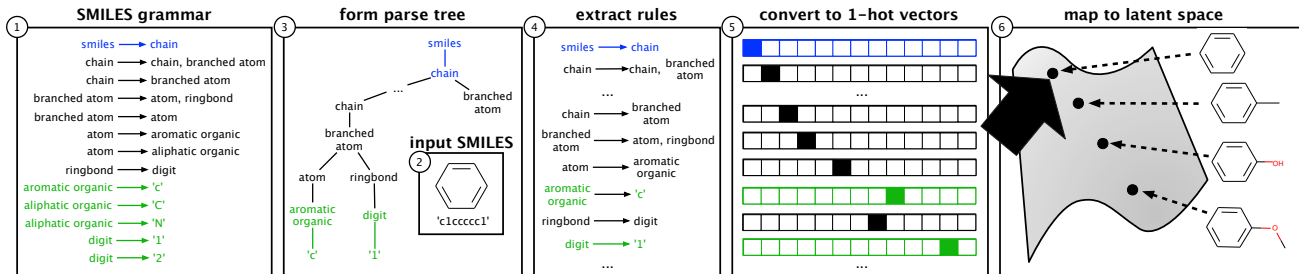 SMILES grammar
1
smiles → chain
chain → chain, branched atom
chain → branched atom
branched atom → atom, ringbond
branched atom → atom
atom → aromatic organic
atom → aliphatic organic
ringbond → digit
aromatic organic → 'c'
aliphatic organic → 'C'
aliphatic organic → 'N'
digit → '1'
digit → '2'
form parse tree
3
smiles
chain
...
branched
atom
chain
branched
atom
atom
ringbond
aromatic
organic
digit
'c'
'1'
input SMILES
2
'c1ccccc1'
extract rules
4
smiles → chain
chain → chain, branched
atom
...
chain → branched
atom
branched
atom → atom, ringbond
atom → aromatic
organic
aromatic
organic → 'c'
ringbond → digit
digit → '1'
...
convert to 1-hot vectors
5
...
...
map to latent space
6
OH
O